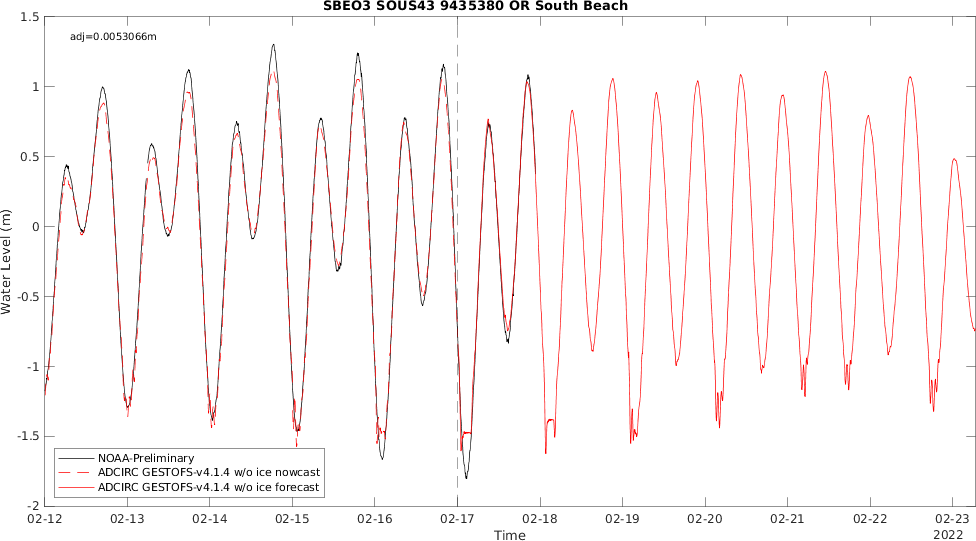 SBEO3 SOUS43 9435380 OR South Beach
adj=0.0053066m
1.5
1
0.5
0
-0.5
-1
-1.5
-2
Water Level (m)
NOAA-Preliminary
ADCIRC GESTOFS-v4.1.4 w/o ice nowcast
ADCIRC GESTOFS-v4.1.4 w/o ice forecast
02-12 02-13 02-14 02-15 02-16 02-17 02-18 02-19 02-20 02-21 02-22 02-23
2022
Time